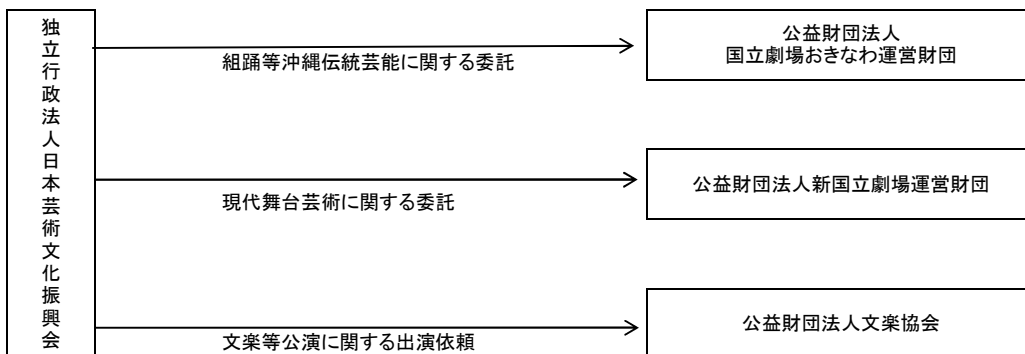 独立行政法人日本芸術文化振興会
組踊等沖縄伝統芸能に関する委託
公益財団法人
国立劇場おきなわ運営財団
現代舞台芸術に関する委託
公益財団法人新国立劇場運営財団
文楽等公演に関する出演依頼
公益財団法人文楽協会